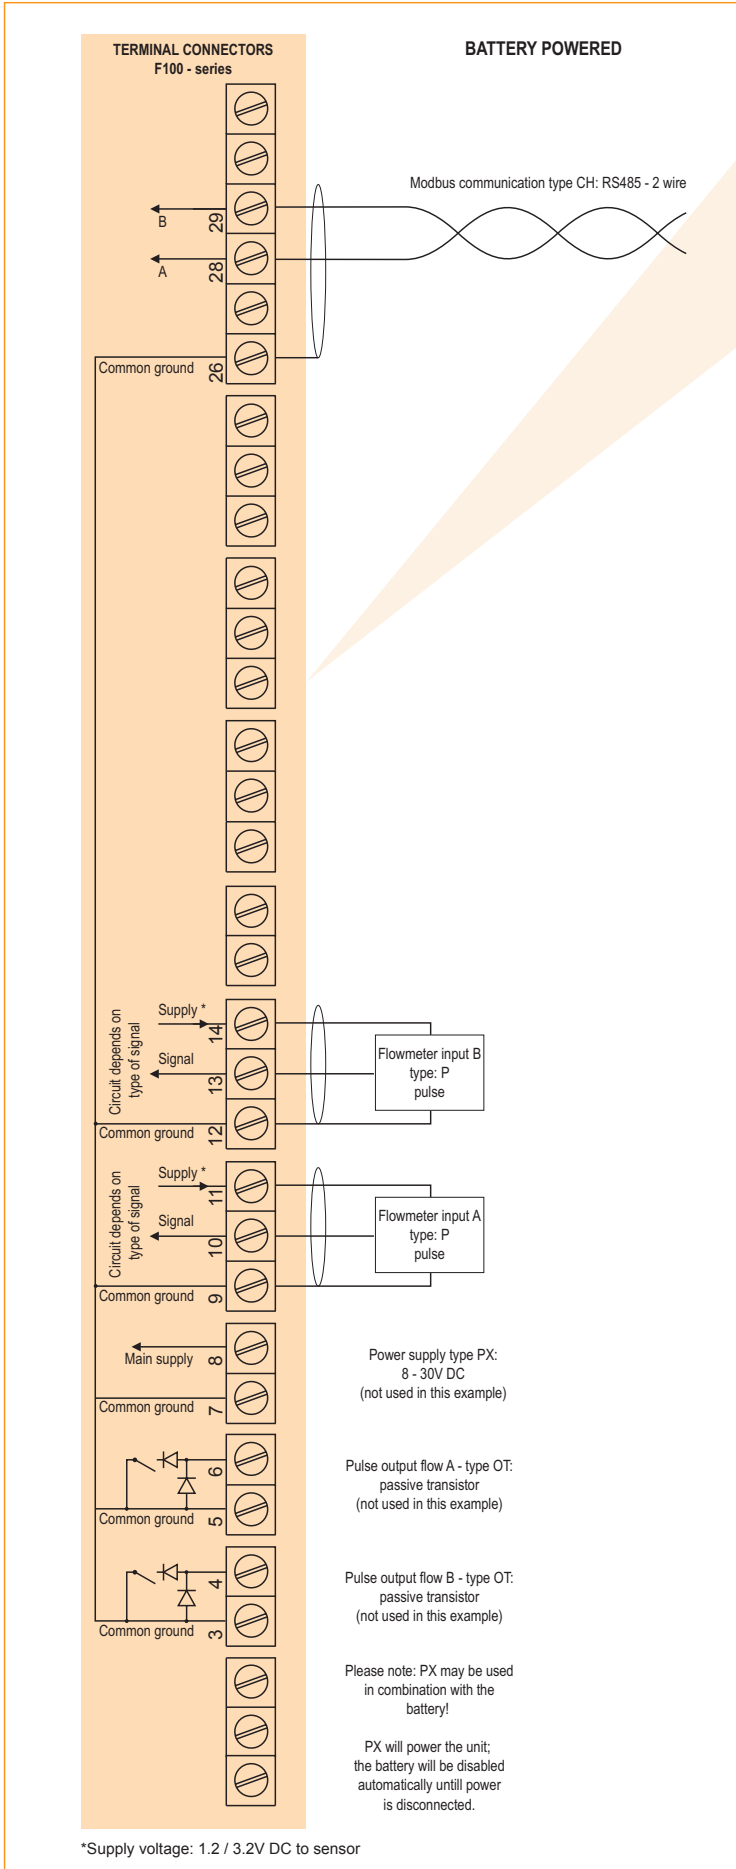 TERMINAL CONNECTORS
F100 - series
BATTERY POWERED
Modbus communication type CH: RS485 - 2 wire
B
29
A
28
Common ground
26
Circuit depends on
type of signal
Supply *
14
Signal
13
Common ground
12
Flowmeter input B
type: P
pulse
Circuit depends on
type of signal
Supply *
11
Signal
10
Common ground
9
Flowmeter input A
type: P
pulse
Main supply
8
Common ground
7
Power supply type PX:
8 - 30V DC
(not used in this example)
6
Common ground
5
Pulse output flow A - type OT:
passive transistor
(not used in this example)
4
Common ground
3
Pulse output flow B - type OT:
passive transistor
(not used in this example)
Please note: PX may be used
in combination with the
battery!
PX will power the unit;
the battery will be disabled
automatically untill power
is disconnected.
*Supply voltage: 1.2 / 3.2V DC to sensor